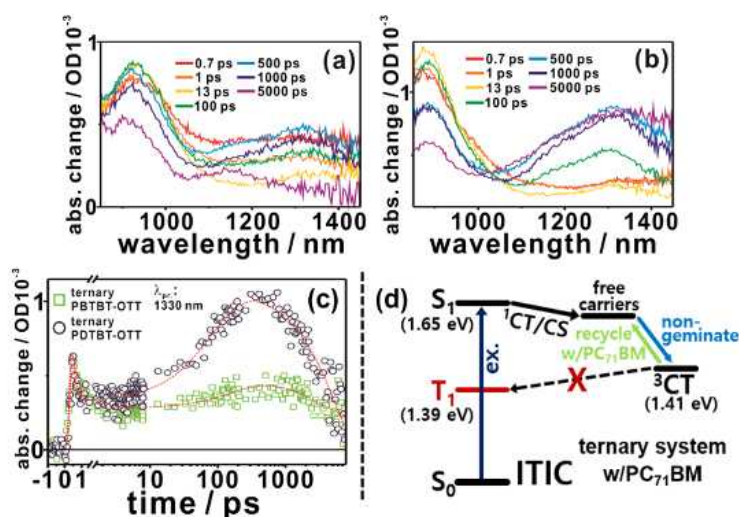 (a)
0.7 ps
1 ps
13 ps
100 ps
500 ps
1000 ps
5000 ps
abs. change / OD10⁻³
1
0
1000 1200 1400
wavelength / nm
(b)
0.7 ps
1 ps
13 ps
100 ps
500 ps
1000 ps
5000 ps
abs. change / OD10⁻³
1000 1200 1400
wavelength / nm
(c)
ternary
PBTBT-OTT
ternary
PDTBT-OTT
λpr:
1330 nm
abs. change / OD10⁻³
1
0
-1 0 1 10 100 1000
time / ps
(d)
S₁
(1.65 eV)
¹CT/CS
free
carriers
non-
geminate
recycle
w/PC₇₁BM
ex.
T₁
(1.39 eV)
X
³CT
(1.41 eV)
S₀
ITIC
ternary system
w/PC₇₁BM